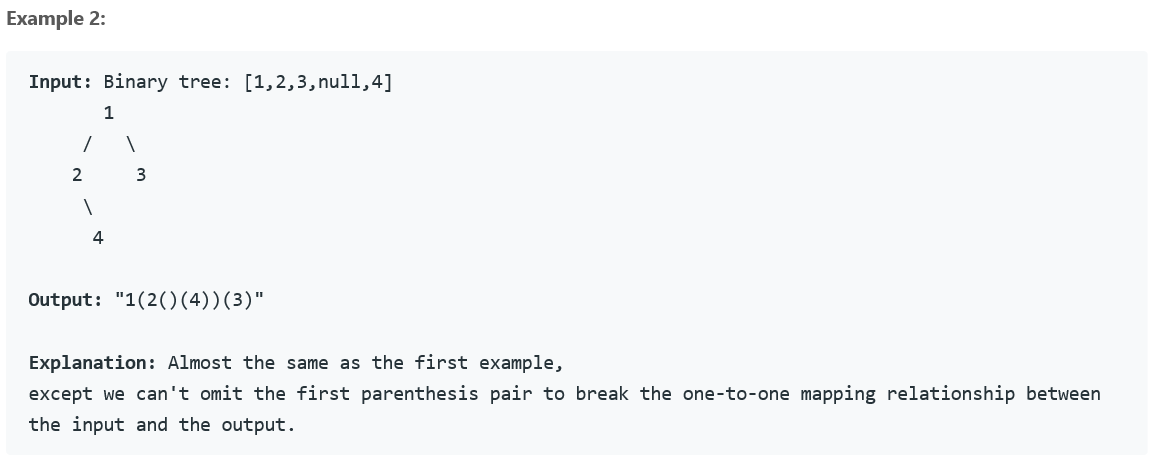 Example 2:
Input: Binary tree: [1,2,3,null,4]
       1
     /   \
    2     3
     \
      4
Output: "1(2()(4))(3)"
Explanation: Almost the same as the first example,
except we can't omit the first parenthesis pair to break the one-to-one mapping relationship between
the input and the output.